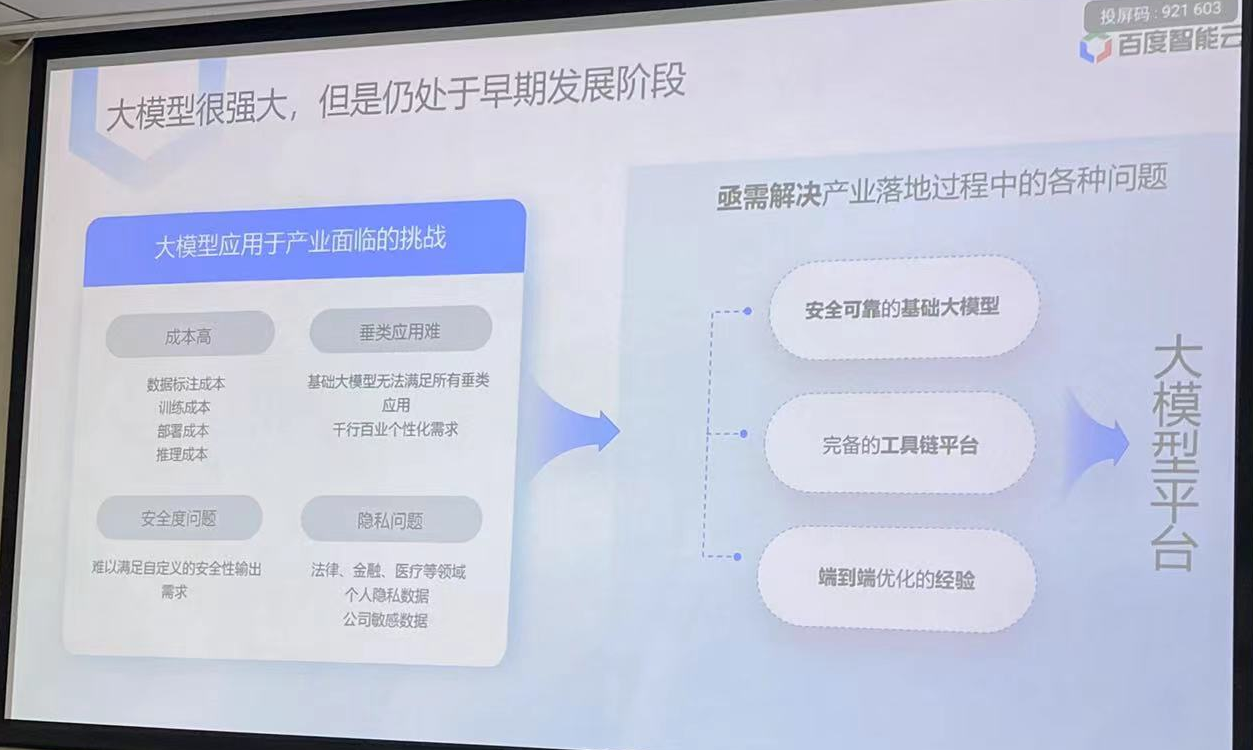 投屏码：921 603
百度智能云
大模型很强大，但是仍处于早期发展阶段
大模型应用于产业面临的挑战
成本高
数据标注成本
训练成本
部署成本
推理成本
垂类应用难
基础大模型无法满足所有垂类
应用
千行百业个性化需求
安全度问题
难以满足自定义的安全性输出
需求
隐私问题
法律、金融、医疗等领域
个人隐私数据
公司敏感数据
亟需解决产业落地过程中的各种问题
安全可靠的基础大模型
完备的工具链平台
端到端优化的经验
大模型平台